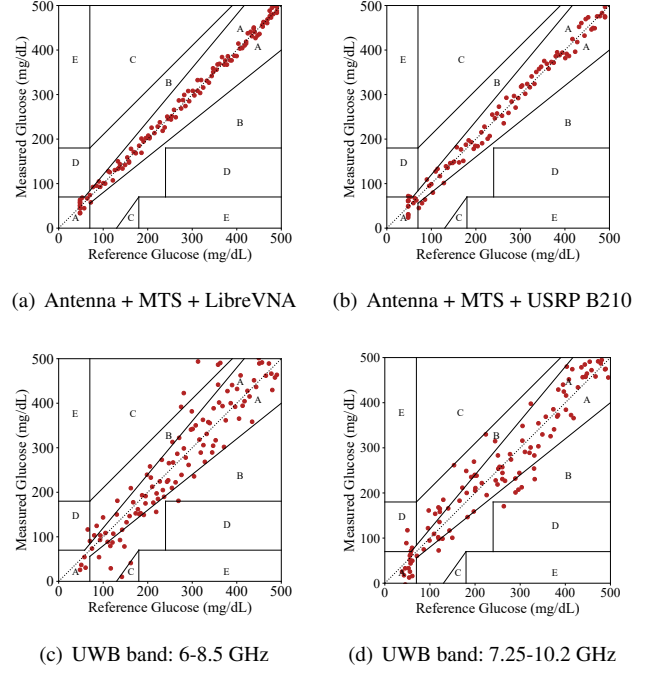 500
400
300
200
100
0
0
100
200
300
400
500
Measured Glucose (mg/dL)
Reference Glucose (mg/dL)
E
C
B
A
A
B
D
D
A
C
E
(a) Antenna + MTS + LibreVNA
500
400
300
200
100
0
0
100
200
300
400
500
Measured Glucose (mg/dL)
Reference Glucose (mg/dL)
E
C
B
A
A
B
D
D
A
C
E
(b) Antenna + MTS + USRP B210
500
400
300
200
100
0
0
100
200
300
400
500
Measured Glucose (mg/dL)
Reference Glucose (mg/dL)
E
C
B
A
A
B
D
D
A
C
E
(c) UWB band: 6-8.5 GHz
500
400
300
200
100
0
0
100
200
300
400
500
Measured Glucose (mg/dL)
Reference Glucose (mg/dL)
E
C
B
A
A
B
D
D
A
C
E
(d) UWB band: 7.25-10.2 GHz